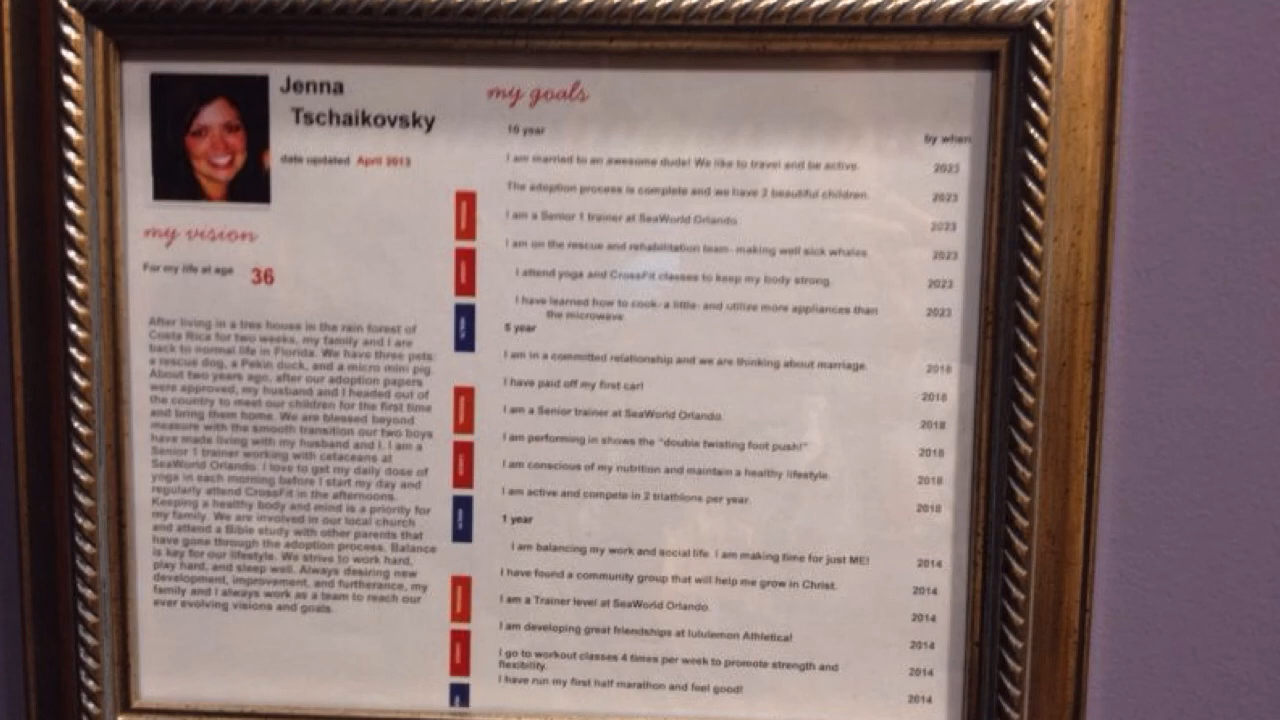 Jenna
Tschaikovsky
date updated April 2013
my vision
For my life at age 36
After living in a tree house in the rain forest of
Costa Rica for two weeks, my family and I are
back to normal life in Florida. We have three pets:
a rescue dog, a Pekin duck, and a micro mini pig.
About two years ago, after our adoption papers
were approved, my husband and I headed out of
the country to meet our children for the first time
and bring them home. We are blessed beyond
measure with the smooth transition our two boys
have made living with my husband and I. I am a
Senior 1 trainer working with cetaceans at
SeaWorld Orlando. I love to get my daily dose of
yoga in each morning before I start my day and
regularly attend CrossFit in the afternoons.
Keeping a healthy body and mind is a priority for
my family. We are involved in our local church
and attend a Bible study with other parents that
have gone through the adoption process. Balance
is key for our lifestyle. We strive to work hard,
play hard, and sleep well. Always desiring new
development, improvement, and furtherance, my
family and I always work as a team to reach our
ever evolving visions and goals.
my goals
10 year by when
I am married to an awesome dude! We like to travel and be active. 2023
The adoption process is complete and we have 2 beautiful children. 2023
I am a Senior 1 trainer at SeaWorld Orlando. 2023
I am on the rescue and rehabilitation team- making well sick whales. 2023
I attend yoga and CrossFit classes to keep my body strong. 2023
I have learned how to cook- a little- and utilize more appliances than 2023
the microwave.
5 year
I am in a committed relationship and we are thinking about marriage. 2018
I have paid off my first car! 2018
I am a Senior trainer at SeaWorld Orlando. 2018
I am performing in shows the "double twisting foot push!" 2018
I am conscious of my nutrition and maintain a healthy lifestyle. 2018
I am active and compete in 2 triathlons per year. 2018
1 year
I am balancing my work and social life. I am making time for just ME! 2014
I have found a community group that will help me grow in Christ. 2014
I am a Trainer level at SeaWorld Orlando. 2014
I am developing great friendships at lululemon Athletica! 2014
I go to workout classes 4 times per week to promote strength and 2014
flexibility.
I have run my first half marathon and feel good! 2014